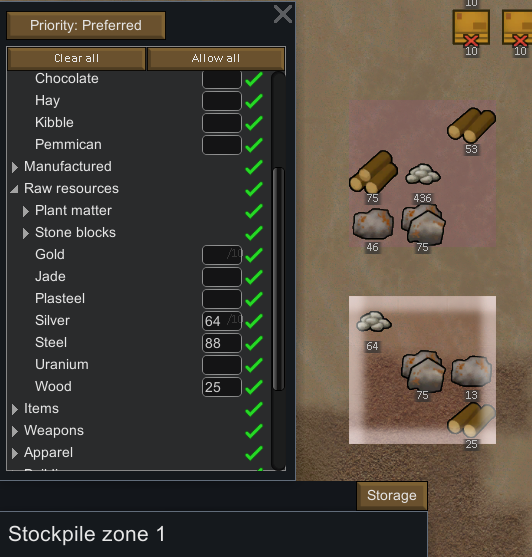 Priority: Preferred
Clear all
Allow all
Chocolate
Hay
Kibble
Pemmican
Manufactured
Raw resources
Plant matter
Stone blocks
Gold
Jade
Plasteel
Silver 64
Steel 88
Uranium
Wood 25
Items
Weapons
Apparel
Storage
Stockpile zone 1
10
10 10
53
75 436
46 75
64
75 13
25